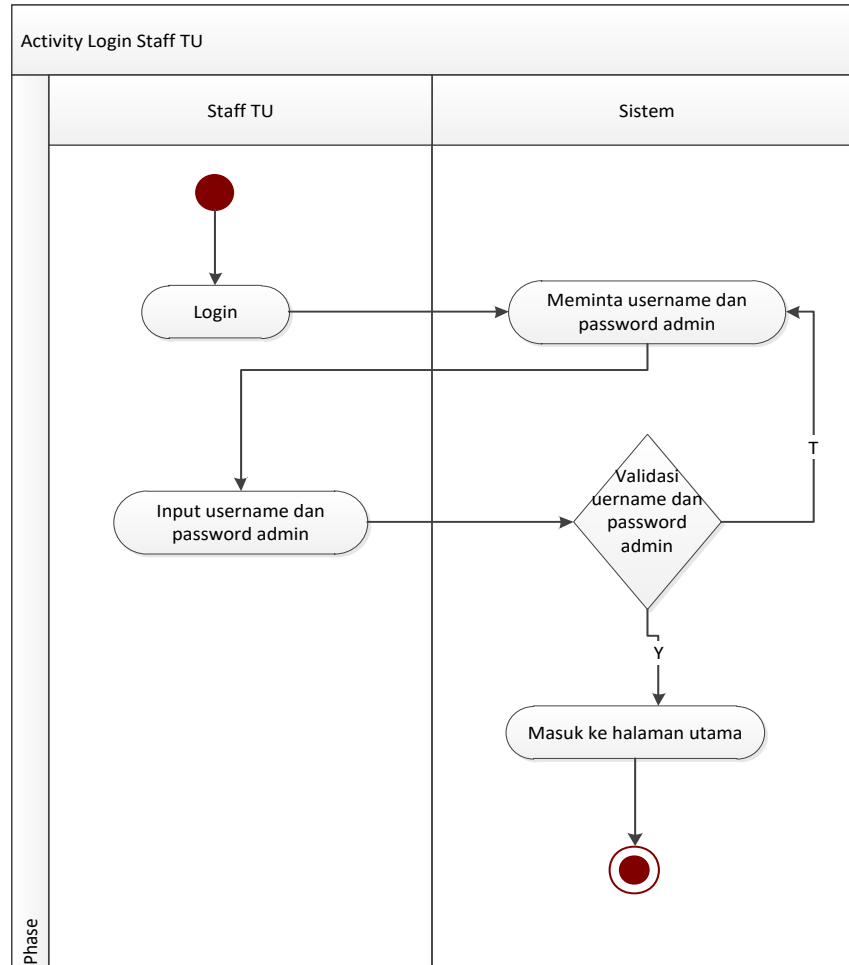 Activity Login Staff TU
Staff TU
Sistem
Login
Meminta username dan
password admin
T
Validasi
uername dan
password
admin
Input username dan
password admin
Y
Masuk ke halaman utama
Phase